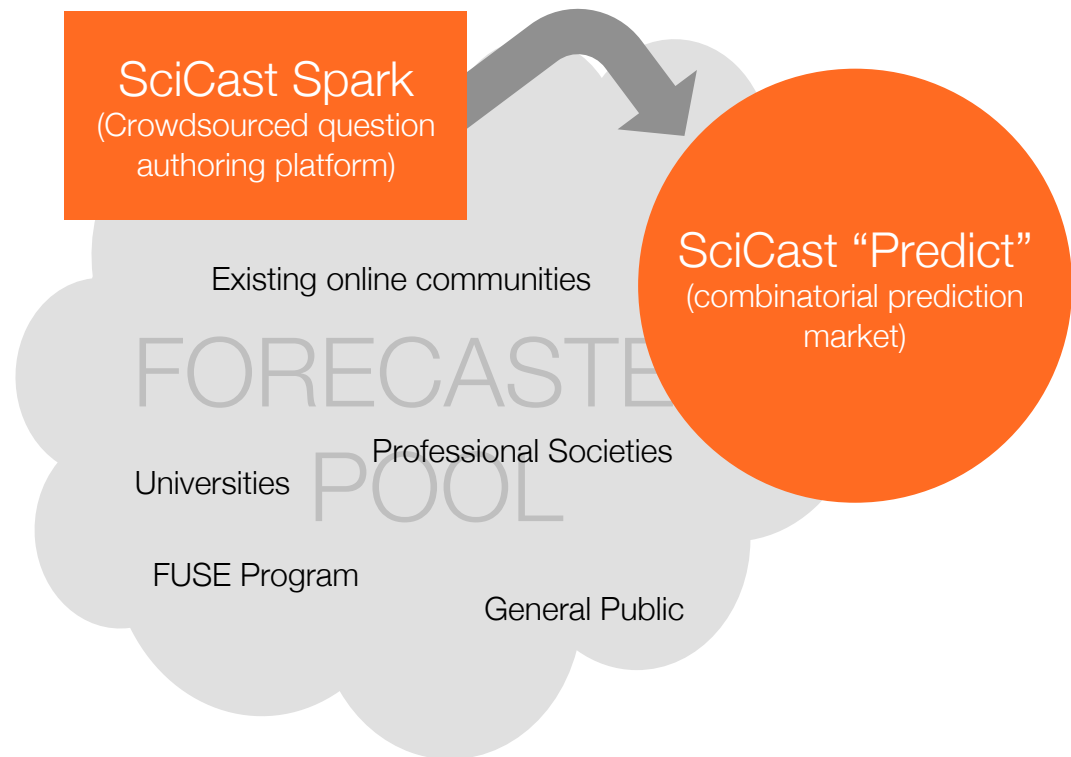 SciCast Spark
(Crowdsourced question
authoring platform)
SciCast “Predict”
(combinatorial prediction
market)
Existing online communities
FORECASTE
POOL
Professional Societies
Universities
FUSE Program
General Public